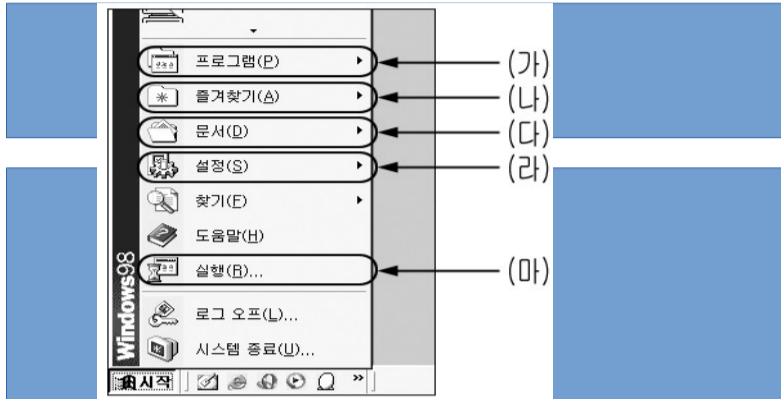 프로그램(P)
(가)
즐겨찾기(A)
(나)
문서(D)
(다)
설정(S)
(라)
찾기(F)
도움말(H)
실행(R)...
(마)
로그 오프(L)...
시스템 종료(U)...
Windows98
시작
»